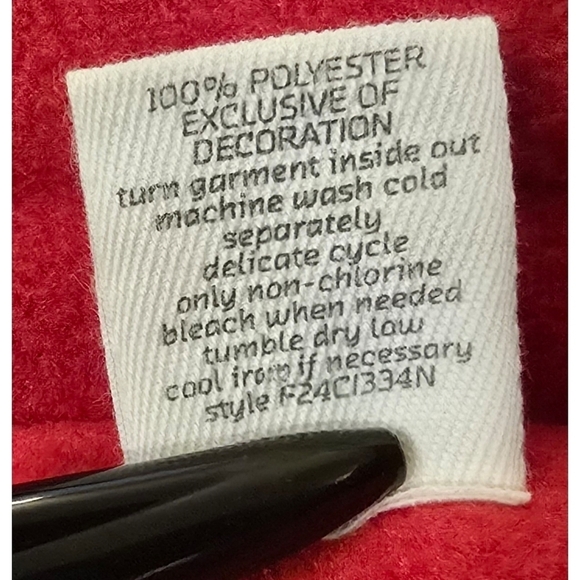 100% POLYESTER
EXCLUSIVE OF
DECORATION
turn garment inside out
machine wash cold
separately
delicate cycle
only non-chlorine
bleach when needed
tumble dry low
cool iron if necessary
style F24C1334N